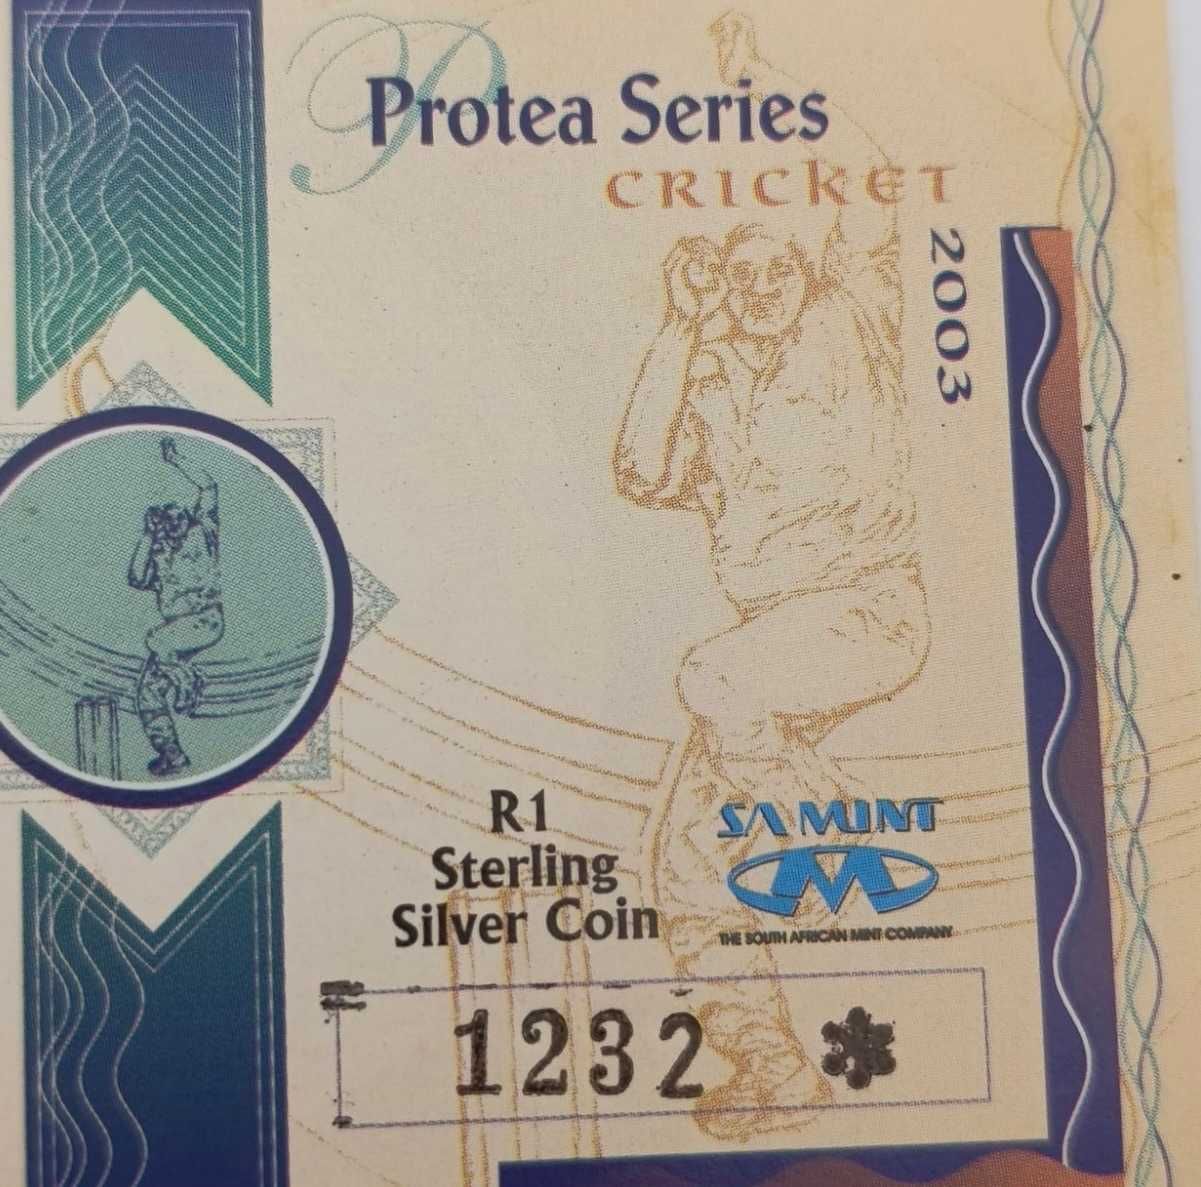 Protea Series
CRICKET
2003
R1
Sterling
Silver Coin
SA MINT
THE SOUTH AFRICAN MINT COMPANY
1232 *